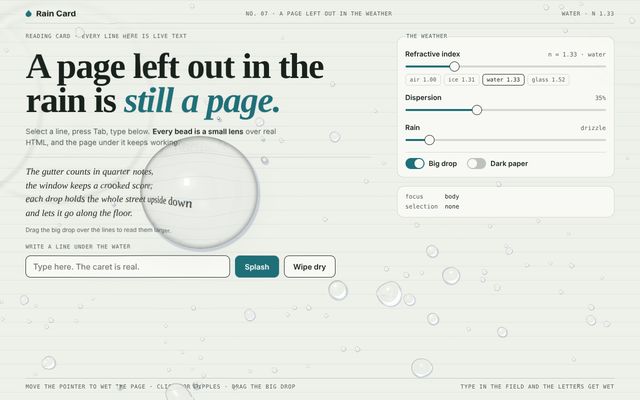 Rain Card
NO. 07 · A PAGE LEFT OUT IN THE WEATHER
WATER · N 1.33
READING CARD · EVERY LINE HERE IS LIVE TEXT
A page left out in the
rain is still a page.
Select a line, press Tab, type below. Every bead is a small lens over real
HTML, and the page under it keeps working.
The gutter counts in quarter notes,
the window keeps a crooked score;
each drop holds the whole street upside down
and lets it go along the floor.
Drag the big drop over the lines to read them larger.
WRITE A LINE UNDER THE WATER
Type here. The caret is real.
Splash
Wipe dry
THE WEATHER
Refractive index
n = 1.33 · water
air 1.00
ice 1.31
water 1.33
glass 1.52
Dispersion
35%
Rain
drizzle
Big drop
Dark paper
focus body
selection none
MOVE THE POINTER TO WET THE PAGE · CLICK FOR RIPPLES · DRAG THE BIG DROP
TYPE IN THE FIELD AND THE LETTERS GET WET